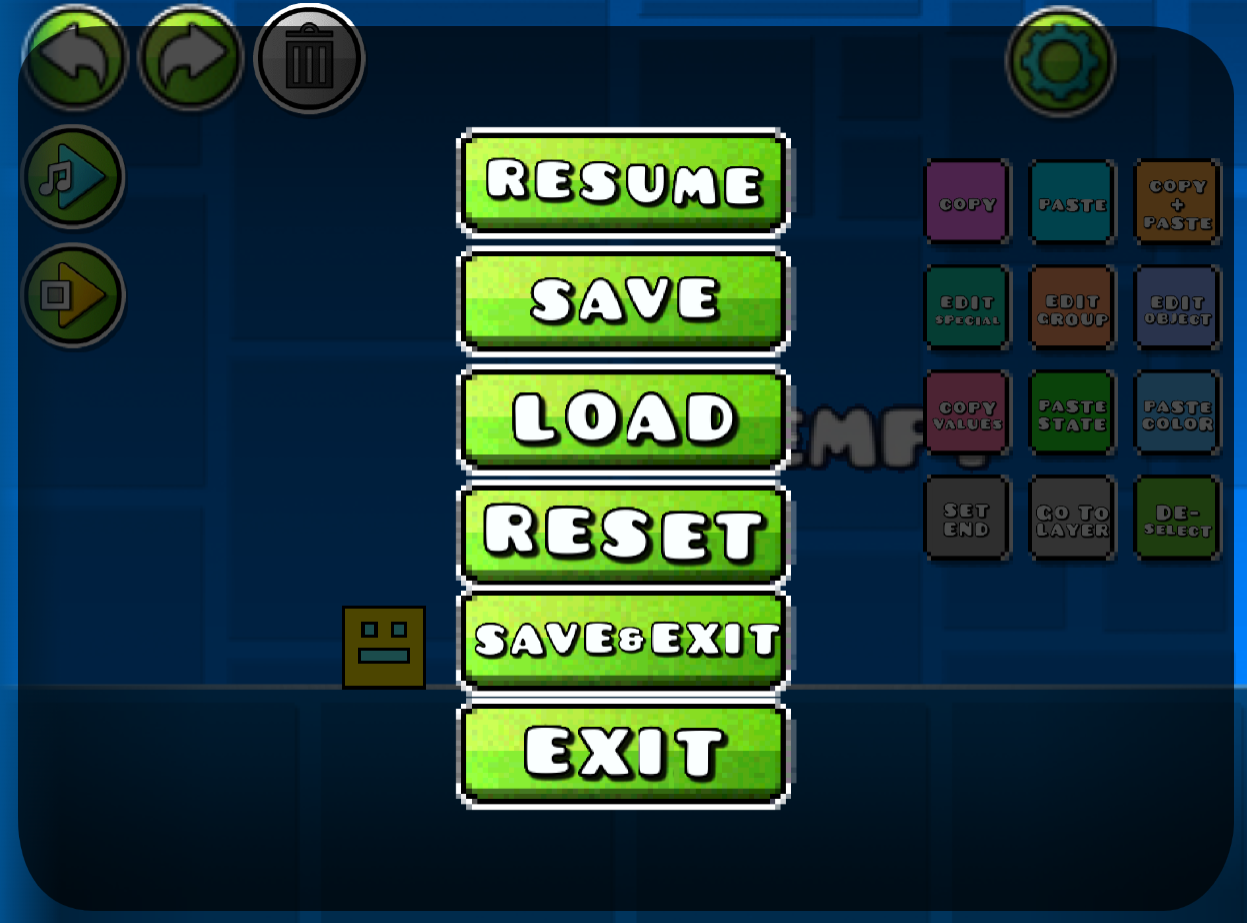 RESUME
SAVE
LOAD
RESET
SAVE&EXIT
EXIT
COPY
PASTE
COPY
+
PASTE
EDIT
SPECIAL
EDIT
GROUP
EDIT
OBJECT
COPY
VALUES
PASTE
STATE
PASTE
COLOR
SET
END
GO TO
LAYER
DE-
SELECT